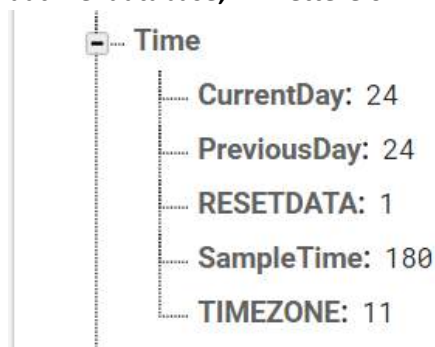 Time
CurrentDay: 24
PreviousDay: 24
RESETDATA: 1
SampleTime: 180
TIMEZONE: 11